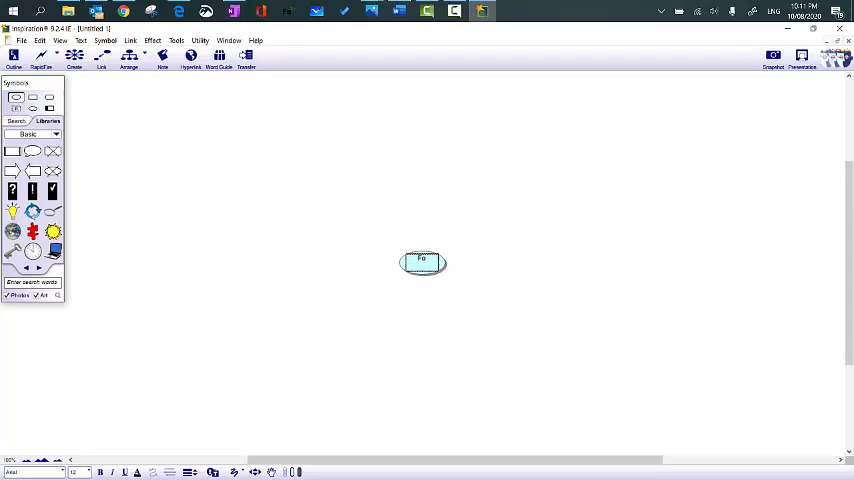 10:11 PM
ENG
10/08/2020
Inspiration® 9.2.4 IE - [Untitled 1]
File Edit View Text Symbol Link Effect Tools Utility Window Help
Outline RapidFire Create Link Arrange Note Hyperlink Word Guide Transfer Snapshot Presentation
Symbols
Search Libraries
Basic
Fo
Enter search words
Photos Art
100%
Arial 12 B I U A